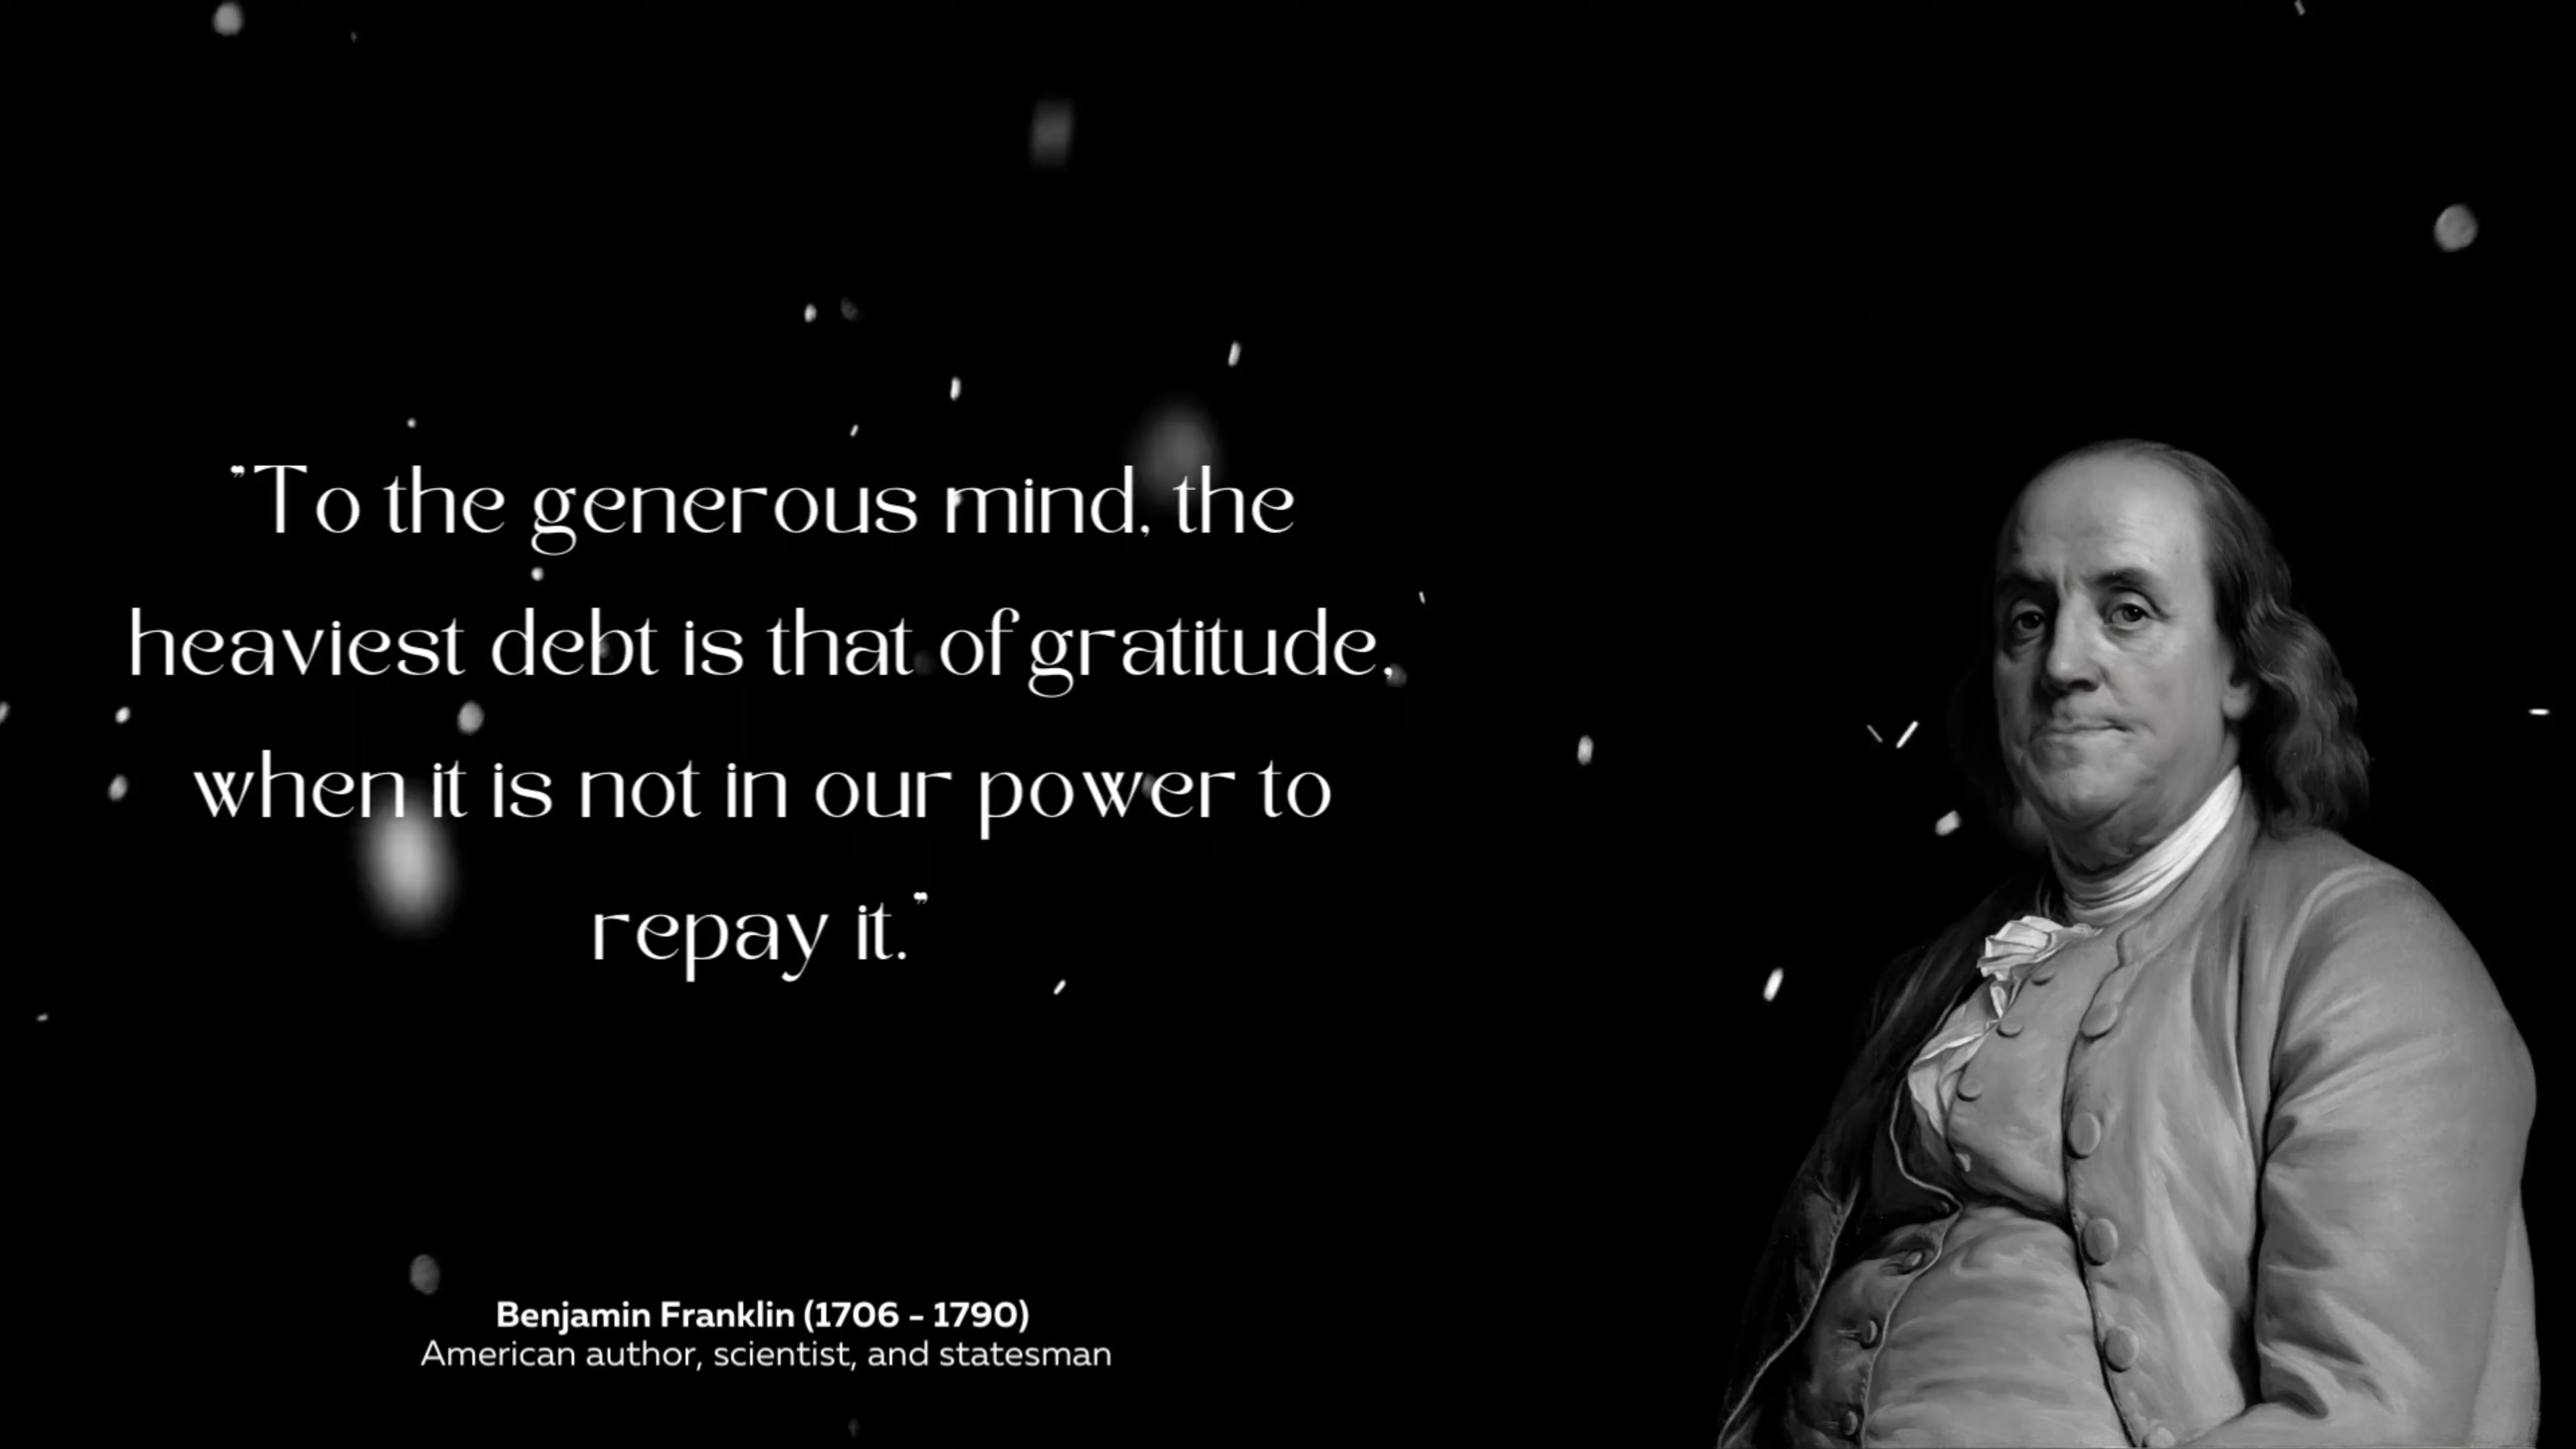 "To the generous mind, the
heaviest debt is that of gratitude,
when it is not in our power to
repay it."
Benjamin Franklin (1706 - 1790)
American author, scientist, and statesman